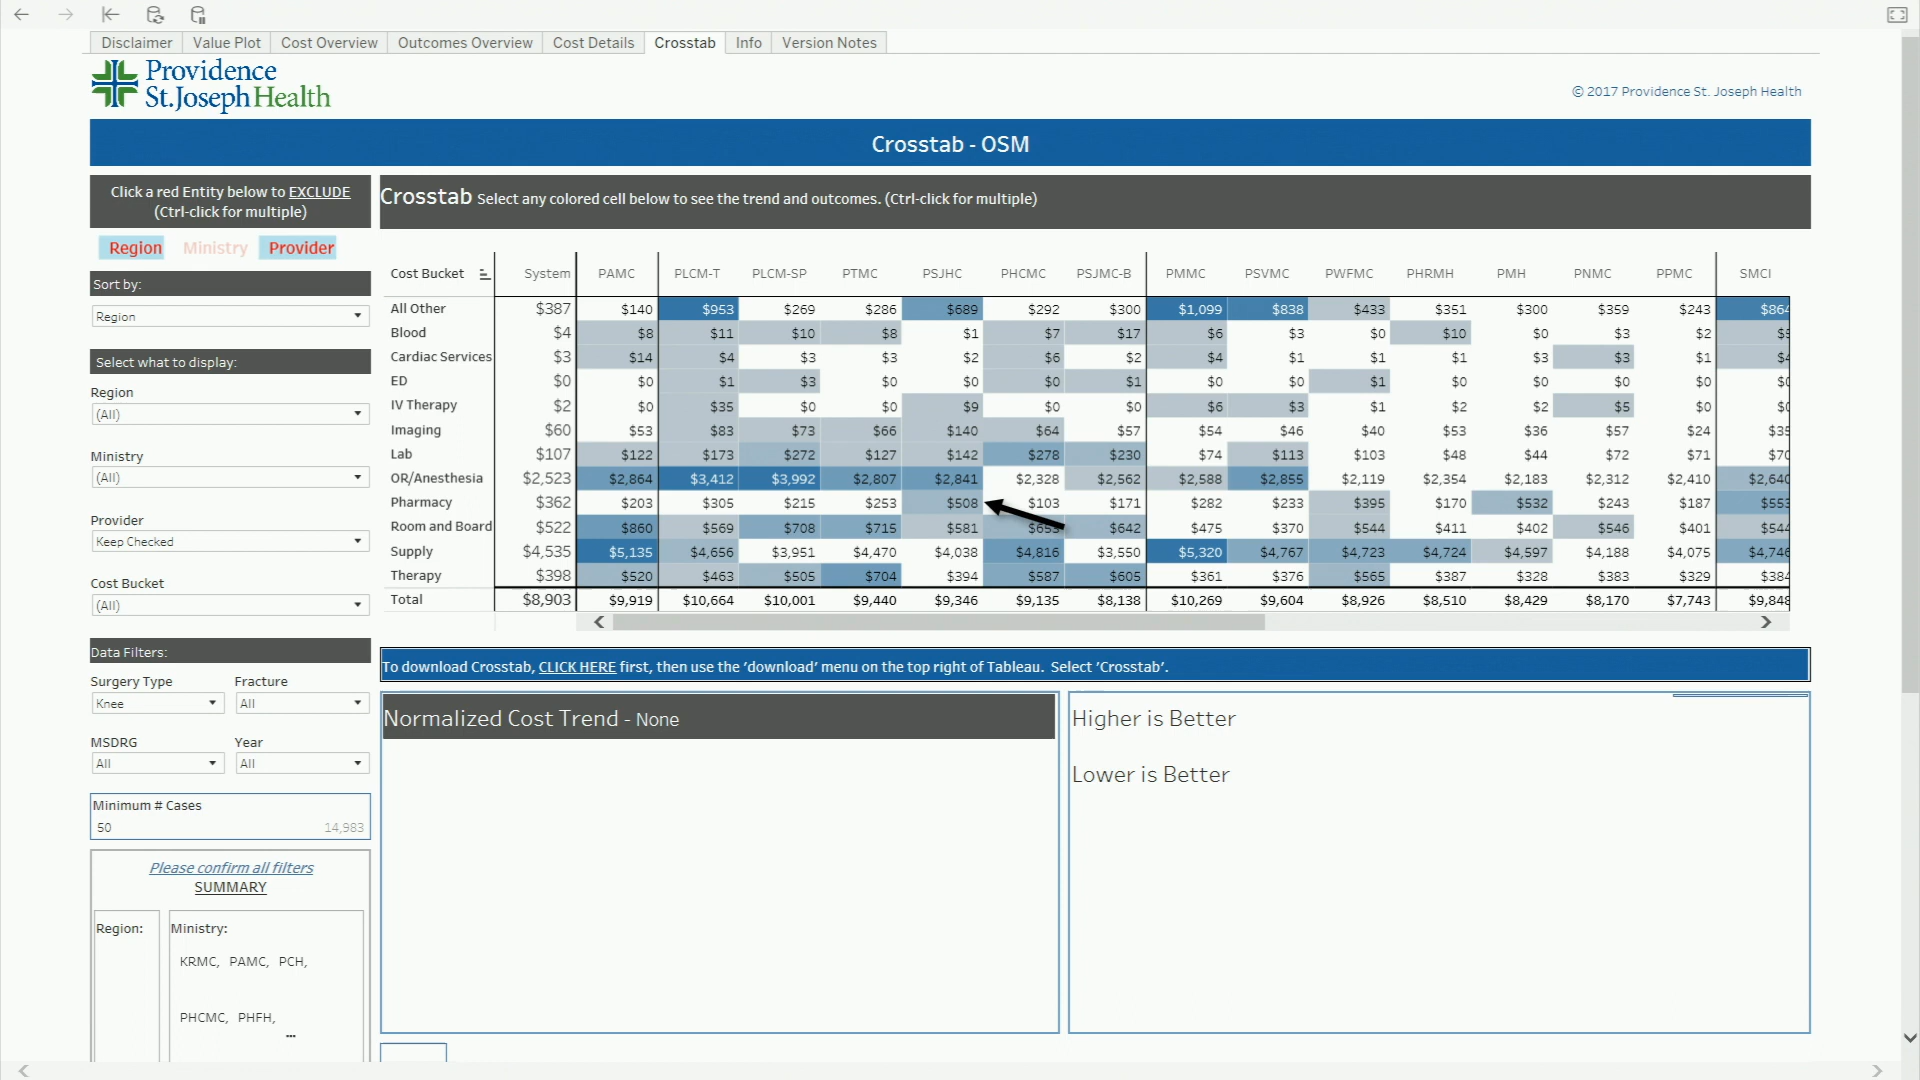 Disclaimer Value Plot Cost Overview Outcomes Overview Cost Details Crosstab Info Version Notes
Providence
St.Joseph Health
© 2017 Providence St. Joseph Health
Crosstab - OSM
Click a red Entity below to EXCLUDE
(Ctrl-click for multiple)
Region Ministry Provider
Sort by:
Region
Select what to display:
Region
(All)
Ministry
(All)
Provider
Keep Checked
Cost Bucket
(All)
Data Filters:
Surgery Type Fracture
Knee All
MSDRG Year
All All
Minimum # Cases
50 14,983
Please confirm all filters
SUMMARY
Region: Ministry:
KRMC, PAMC, PCH,
PHCMC, PHFH,
...
Crosstab Select any colored cell below to see the trend and outcomes. (Ctrl-click for multiple)
Cost Bucket System PAMC PLCM-T PLCM-SP PTMC PSJHC PHCMC PSJMC-B PMMC PSVMC PWFMC PHRMH PMH PNMC PPMC SMCI
All Other $387 $140 $953 $269 $286 $689 $292 $300 $1,099 $838 $433 $351 $300 $359 $243 $864
Blood $4 $8 $11 $10 $8 $1 $7 $17 $6 $3 $0 $10 $0 $3 $2
Cardiac Services $3 $14 $4 $3 $3 $2 $6 $2 $4 $1 $1 $1 $3 $3 $1 $4
ED $0 $0 $1 $3 $0 $0 $0 $1 $0 $0 $1 $0 $0 $0 $0 $0
IV Therapy $2 $0 $35 $0 $0 $9 $0 $0 $6 $3 $1 $2 $2 $5 $0 $0
Imaging $60 $53 $83 $73 $66 $140 $64 $57 $54 $46 $40 $53 $36 $57 $24 $35
Lab $107 $122 $173 $272 $127 $142 $278 $230 $74 $113 $103 $48 $44 $72 $71 $70
OR/Anesthesia $2,523 $2,864 $3,412 $3,992 $2,807 $2,841 $2,328 $2,562 $2,588 $2,855 $2,119 $2,354 $2,183 $2,312 $2,410 $2,640
Pharmacy $362 $203 $305 $215 $253 $508 $103 $171 $282 $233 $395 $170 $532 $243 $187 $553
Room and Board $522 $860 $569 $708 $715 $581 $653 $642 $475 $370 $544 $411 $402 $546 $401 $544
Supply $4,535 $5,135 $4,656 $3,951 $4,470 $4,038 $4,816 $3,550 $5,320 $4,767 $4,723 $4,724 $4,597 $4,188 $4,075 $4,746
Therapy $398 $520 $463 $505 $704 $394 $587 $605 $361 $376 $565 $387 $328 $383 $329 $384
Total $8,903 $9,919 $10,664 $10,001 $9,440 $9,346 $9,135 $8,138 $10,269 $9,604 $8,926 $8,510 $8,429 $8,170 $7,743 $9,848
To download Crosstab, CLICK HERE first, then use the 'download' menu on the top right of Tableau. Select 'Crosstab'.
Normalized Cost Trend - None
Higher is Better
Lower is Better